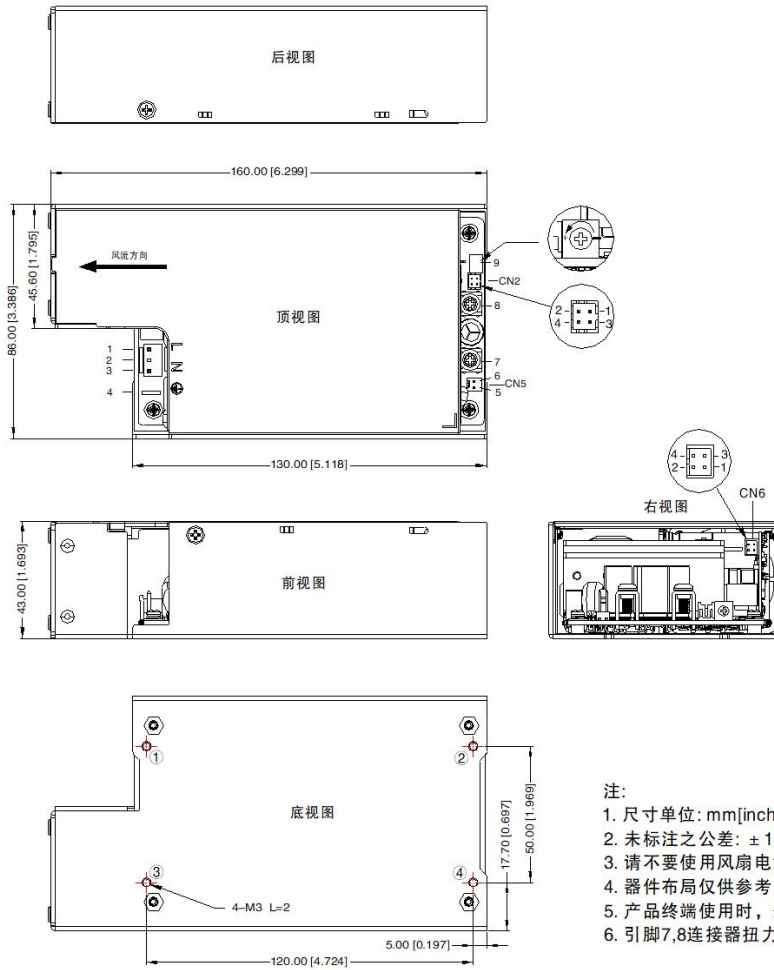 后视图
160.00 [6.299]
86.00 [3.386]
45.60 [1.795]
风流方向
顶视图
9
CN2
8
2
1
4
3
7
6
CN5
5
1
2
3
4
L
N
130.00 [5.118]
4
3
2
1
CN6
右视图
43.00 [1.693]
前视图
①
②
底视图
③
④
4-M3 L=2
17.70 [0.697]
50.00 [1.969]
5.00 [0.197]
120.00 [4.724]
注:
1. 尺寸单位: mm[inch
2. 未标注之公差: ±1
3. 请不要使用风扇电
4. 器件布局仅供参考
5. 产品终端使用时，
6. 引脚7,8连接器扭力